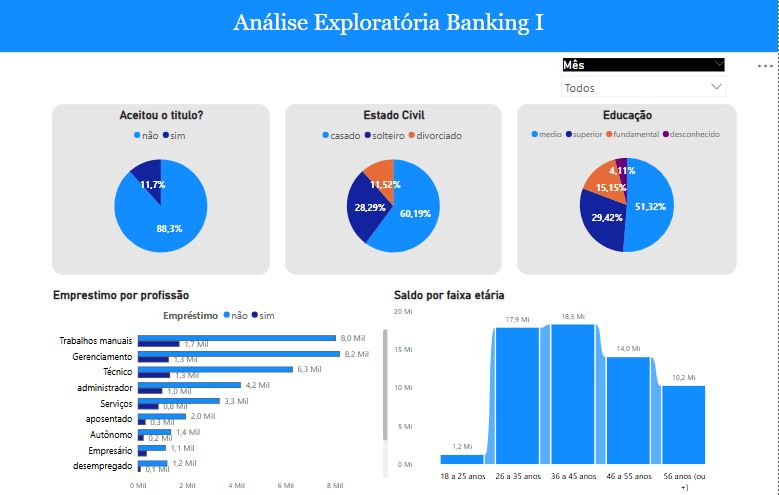 Análise Exploratória Banking I
Mês
Todos
Aceitou o titulo?
não sim
11,7%
88,3%
Estado Civil
casado solteiro divorciado
11,52%
28,29%
60,19%
Educação
medio superior fundamental desconhecido
4,11%
15,15%
29,42%
51,32%
Emprestimo por profissão
Empréstimo não sim
Trabalhos manuais 8,0 Mil
1,7 Mil
Gerenciamento 8,2 Mil
1,3 Mil
Técnico 6,3 Mil
1,3 Mil
administrador 4,2 Mil
1,0 Mil
Serviços 3,3 Mil
0,8 Mil
aposentado 2,0 Mil
0,3 Mil
Autônomo 1,4 Mil
0,2 Mil
Empresário 1,1 Mil
desempregado 1,2 Mil
0,1 Mil
0 Mil 2 Mil 4 Mil 6 Mil 8 Mil
Saldo por faixa etária
20 Mi
15 Mi
10 Mi
5 Mi
0 Mi
1,2 Mi
17,9 Mi
18,3 Mi
14,0 Mi
10,2 Mi
18 a 25 anos 26 a 35 anos 36 a 45 anos 46 a 55 anos 56 anos (ou
+)